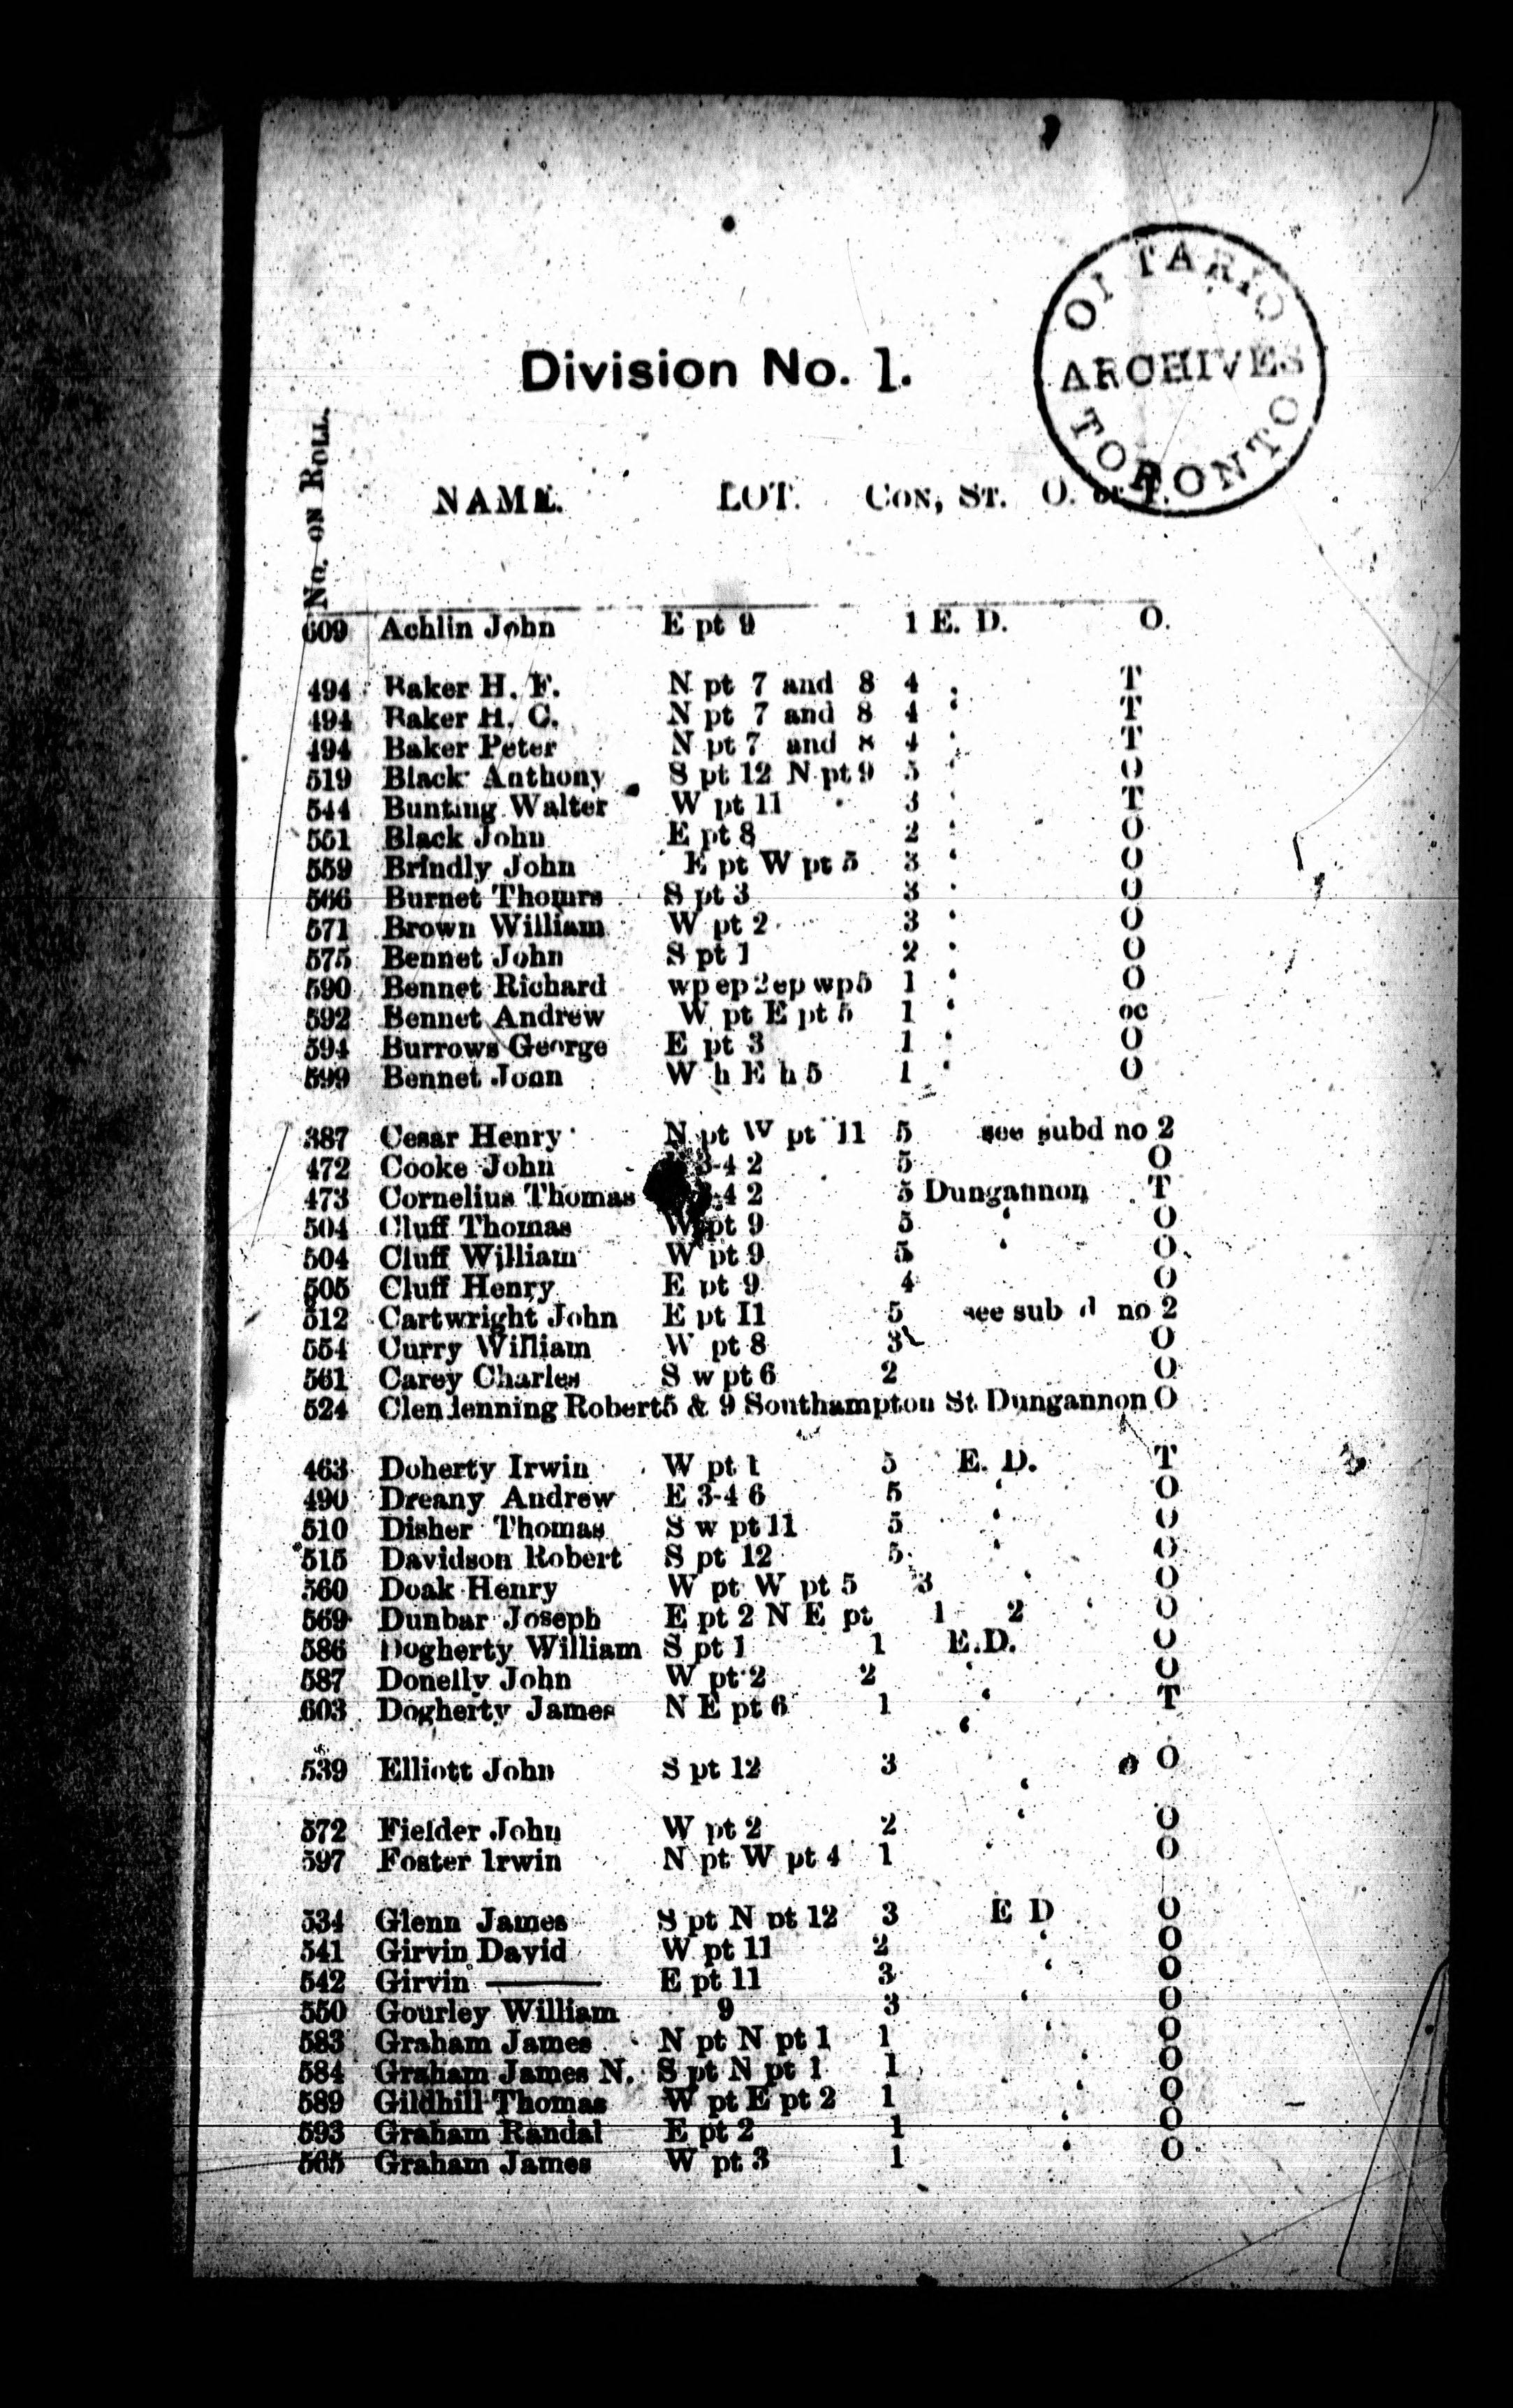 ARCHIVES
TORONTO
Division No. 1.
No. ON ROLL. NAME. LOT. CON, ST. O. or T.
609 Achlin John E pt 9 1 E. D. O.
494 Baker H. F. N pt 7 and 8 4 ‘ T
494 Baker H. C. N pt 7 and 8 4 ‘ T
494 Baker Peter N pt 7 and 8 4 ‘ T
519 Black Anthony S pt 12 N pt 9 5 ‘ O
544 Bunting Walter W pt 11 3 ‘ T
551 Black John E pt 8 2 ‘ O
559 Brindly John E pt W pt 5 3 ‘ O
566 Burnet Thomrs S pt 3 3 ‘ O
571 Brown William W pt 2 3 ‘ O
575 Bennet John S pt 1 2 ‘ O
590 Bennet Richard wp ep 2 ep wp 5 1 ‘ O
592 Bennet Andrew W pt E pt 5 1 ‘ oc
594 Burrows George E pt 3 1 ‘ O
599 Bennet Jonn W h E h 5 1 ‘ O
387 Cesar Henry N pt W pt 11 5 see subd no 2
472 Cooke John 3-4 2 5 O
473 Cornelius Thomas 3-4 2 5 Dungannon T
504 Cluff Thomas W pt 9 5 ‘ O
504 Cluff William W pt 9 5 ‘ O
505 Cluff Henry E pt 9 4 O
512 Cartwright John E pt I1 5 see sub d no 2
554 Curry William W pt 8 3 O
561 Carey Charles S w pt 6 2 O
524 Clendenning Robert5 & 9 Southampton St Dungannon O
463 Doherty Irwin W pt 1 5 E. D. T
490 Dreany Andrew E 3-4 6 5 ‘ O
510 Disher Thomas S w pt 11 5 ‘ O
515 Davidson Robert S pt 12 5 ‘ O
560 Doak Henry W pt W pt 5 3 ‘ O
569 Dunbar Joseph E pt 2 N E pt 1 2 ‘ O
586 Dogherty William S pt 1 1 E.D. O
587 Donelly John W pt 2 2 ‘ O
603 Dogherty James N E pt 6 1 ‘ T
539 Elliott John S pt 12 3 ‘ O
572 Fielder John W pt 2 2 ‘ O
597 Foster Irwin N pt W pt 4 1 ‘ O
534 Glenn James S pt N pt 12 3 E D O
541 Girvin David W pt 11 2 ‘ O
542 Girvin —— E pt 11 3 ‘ O
550 Gourley William 9 3 ‘ O
583 Graham James N pt N pt 1 1 ‘ O
584 Graham James N. S pt N pt 1 1 ‘ O
589 Gildhill Thomas W pt E pt 2 1 ‘ O
593 Graham Randal E pt 2 1 ‘ O
565 Graham James W pt 3 1 ‘ O